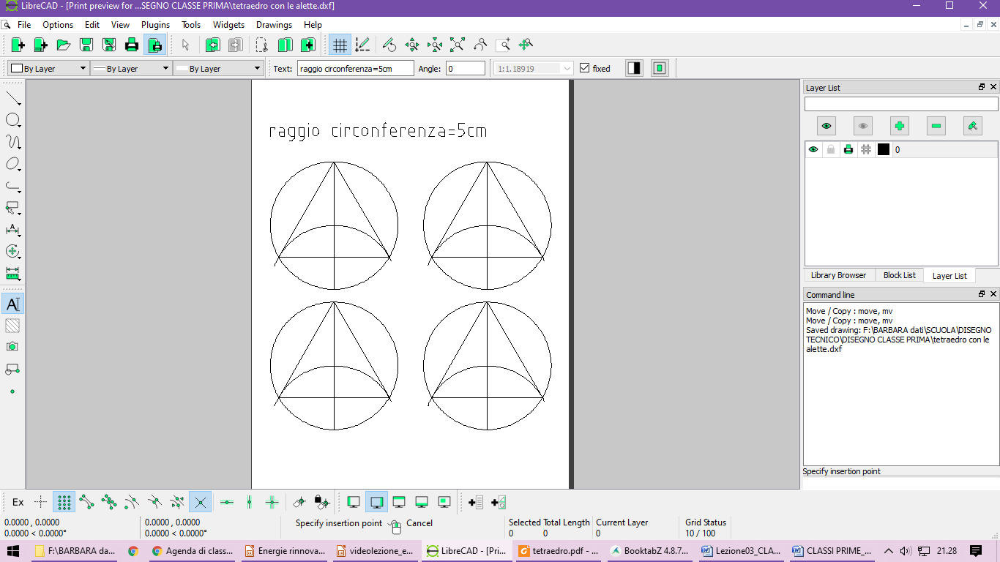 LibreCAD - [Print preview for ...SEGNO CLASSE PRIMA\tetraedro con le alette.dxf]
File Options Edit View Plugins Tools Widgets Drawings Help
By Layer By Layer By Layer Text: raggio circonferenza=5cm Angle: 0 1:1.18919 fixed
raggio circonferenza=5cm
Layer List
0
Library Browser Block List Layer List
Command line
Move / Copy : move, mv
Move / Copy : move, mv
Saved drawing: F:\BARBARA dati\SCUOLA\DISEGNO
TECNICO\DISEGNO CLASSE PRIMA\tetraedro con le
alette.dxf
Specify insertion point
A
Ex
0.0000 , 0.0000 0.0000 , 0.0000 Specify insertion point Cancel Selected Total Length Current Layer Grid Status
0.0000 < 0.0000° 0.0000 < 0.0000° 0 0 0 10 / 100
F:\BARBARA da... Agenda di class... Energie rinnova... videolezione_e... LibreCAD - [Pri... tetraedro.pdf - ... BooktabZ 4.8.7... Lezione03_CLA... CLASSI PRIME_... 21.28